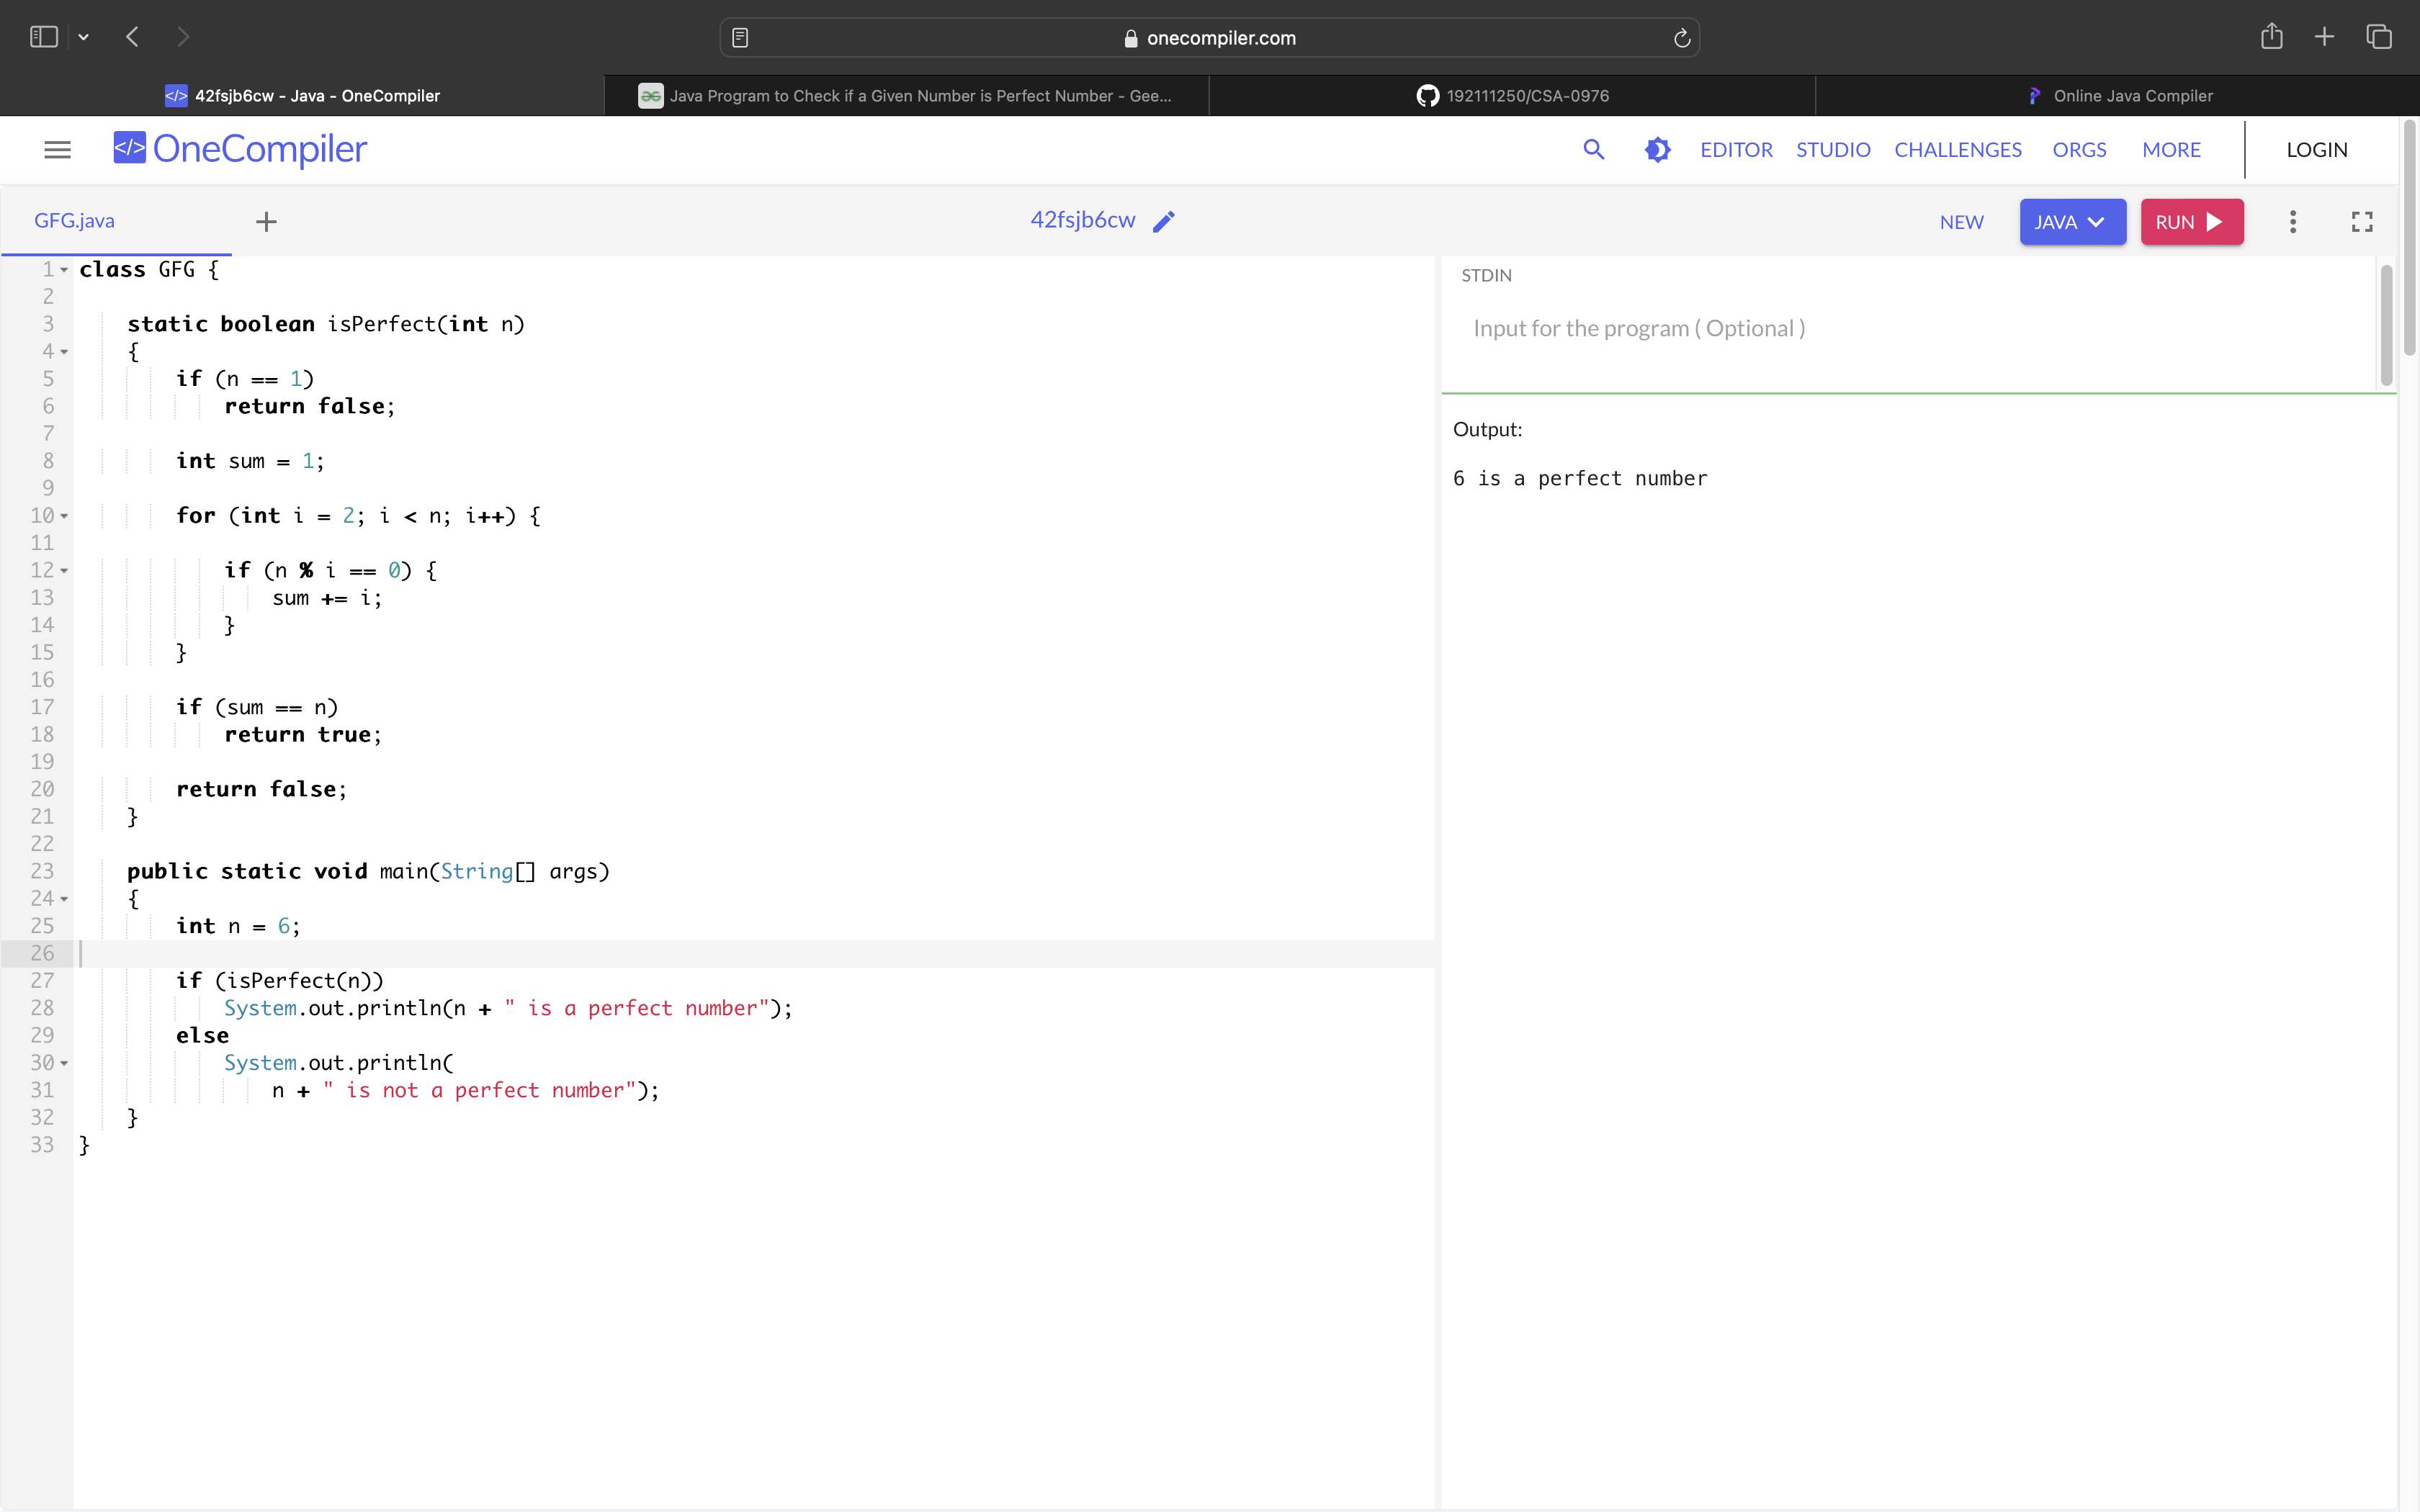 onecompiler.com
42fsjb6cw - Java - OneCompiler
Java Program to Check if a Given Number is Perfect Number - Gee...
192111250/CSA-0976
Online Java Compiler
</> OneCompiler
EDITOR STUDIO CHALLENGES ORGS MORE LOGIN
GFG.java
42fsjb6cw
NEW JAVA RUN
1 class GFG {
2
3     static boolean isPerfect(int n)
4     {
5         if (n == 1)
6             return false;
7
8         int sum = 1;
9
10         for (int i = 2; i < n; i++) {
11
12             if (n % i == 0) {
13                 sum += i;
14             }
15         }
16
17         if (sum == n)
18             return true;
19
20         return false;
21     }
22
23     public static void main(String[] args)
24     {
25         int n = 6;
26
27         if (isPerfect(n))
28             System.out.println(n + " is a perfect number");
29         else
30             System.out.println(
31                 n + " is not a perfect number");
32     }
33 }
STDIN
Input for the program ( Optional )
Output:
6 is a perfect number